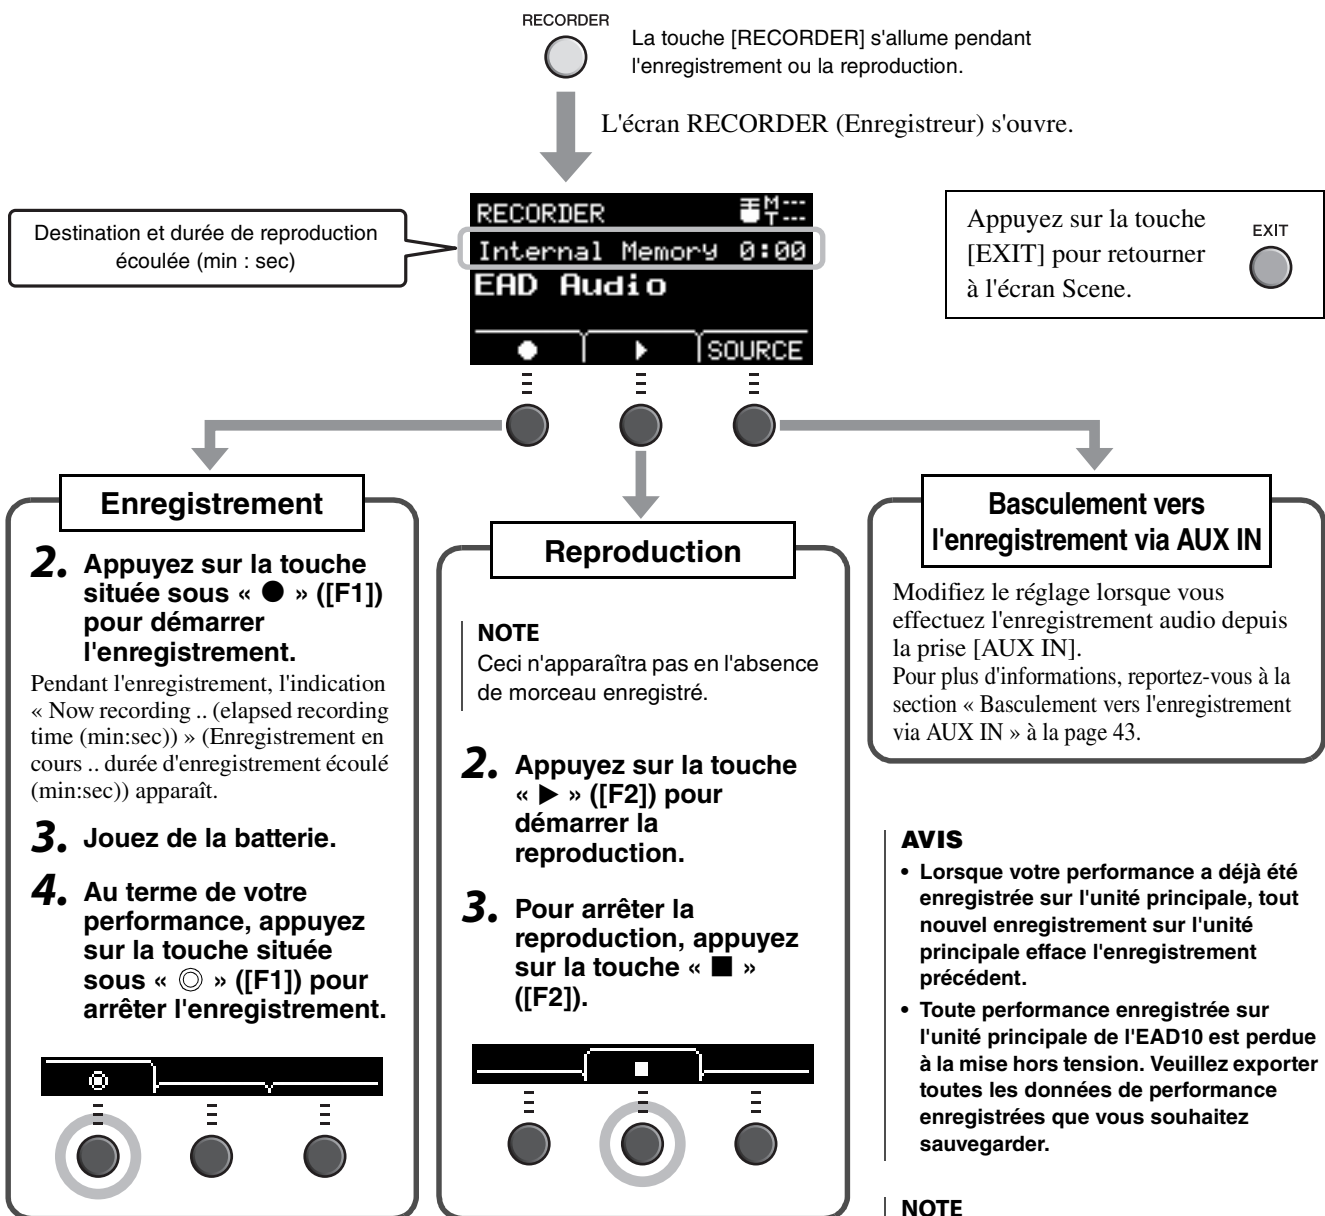 RECORDER
La touche [RECORDER] s'allume pendant
l'enregistrement ou la reproduction.
L'écran RECORDER (Enregistreur) s'ouvre.
Destination et durée de reproduction
écoulée (min : sec)
RECORDER M---
T---
Internal Memory 0:00
EAD Audio
● ▶ SOURCE
Appuyez sur la touche
[EXIT] pour retourner
à l'écran Scene.
EXIT
Enregistrement
2. Appuyez sur la touche
située sous « ● » ([F1])
pour démarrer
l'enregistrement.
Pendant l'enregistrement, l'indication
« Now recording .. (elapsed recording
time (min:sec)) » (Enregistrement en
cours .. durée d'enregistrement écoulé
(min:sec)) apparaît.
3. Jouez de la batterie.
4. Au terme de votre
performance, appuyez
sur la touche située
sous « ◎ » ([F1]) pour
arrêter l'enregistrement.
Reproduction
NOTE
Ceci n'apparaîtra pas en l'absence
de morceau enregistré.
2. Appuyez sur la touche
« ▶ » ([F2]) pour
démarrer la
reproduction.
3. Pour arrêter la
reproduction, appuyez
sur la touche « ■ »
([F2]).
Basculement vers
l'enregistrement via AUX IN
Modifiez le réglage lorsque vous
effectuez l'enregistrement audio depuis
la prise [AUX IN].
Pour plus d'informations, reportez-vous à la
section « Basculement vers l'enregistrement
via AUX IN » à la page 43.
AVIS
• Lorsque votre performance a déjà été
enregistrée sur l'unité principale, tout
nouvel enregistrement sur l'unité
principale efface l'enregistrement
précédent.
• Toute performance enregistrée sur
l'unité principale de l'EAD10 est perdue
à la mise hors tension. Veuillez exporter
toutes les données de performance
enregistrées que vous souhaitez
sauvegarder.
NOTE